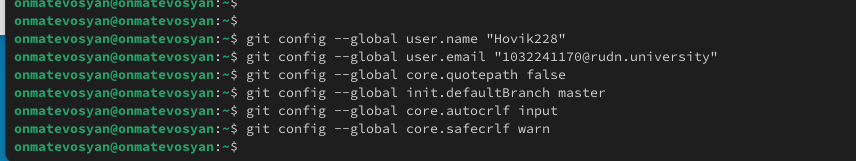 onmatevosyan@onmatevosyan:~$
onmatevosyan@onmatevosyan:~$
onmatevosyan@onmatevosyan:~$ git config --global user.name "Hovik228"
onmatevosyan@onmatevosyan:~$ git config --global user.email "1032241170@rudn.university"
onmatevosyan@onmatevosyan:~$ git config --global core.quotepath false
onmatevosyan@onmatevosyan:~$ git config --global init.defaultBranch master
onmatevosyan@onmatevosyan:~$ git config --global core.autocrlf input
onmatevosyan@onmatevosyan:~$ git config --global core.safecrlf warn
onmatevosyan@onmatevosyan:~$